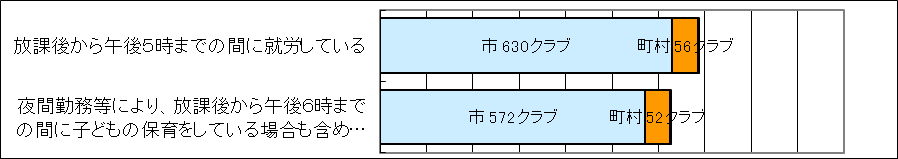 放課後から午後5時までの間に就労している
市 630クラブ 町村 56クラブ
夜間勤務等により、放課後から午後6時まで
の間に子どもの保育をしている場合も含め…
市 572クラブ 町村 52クラブ